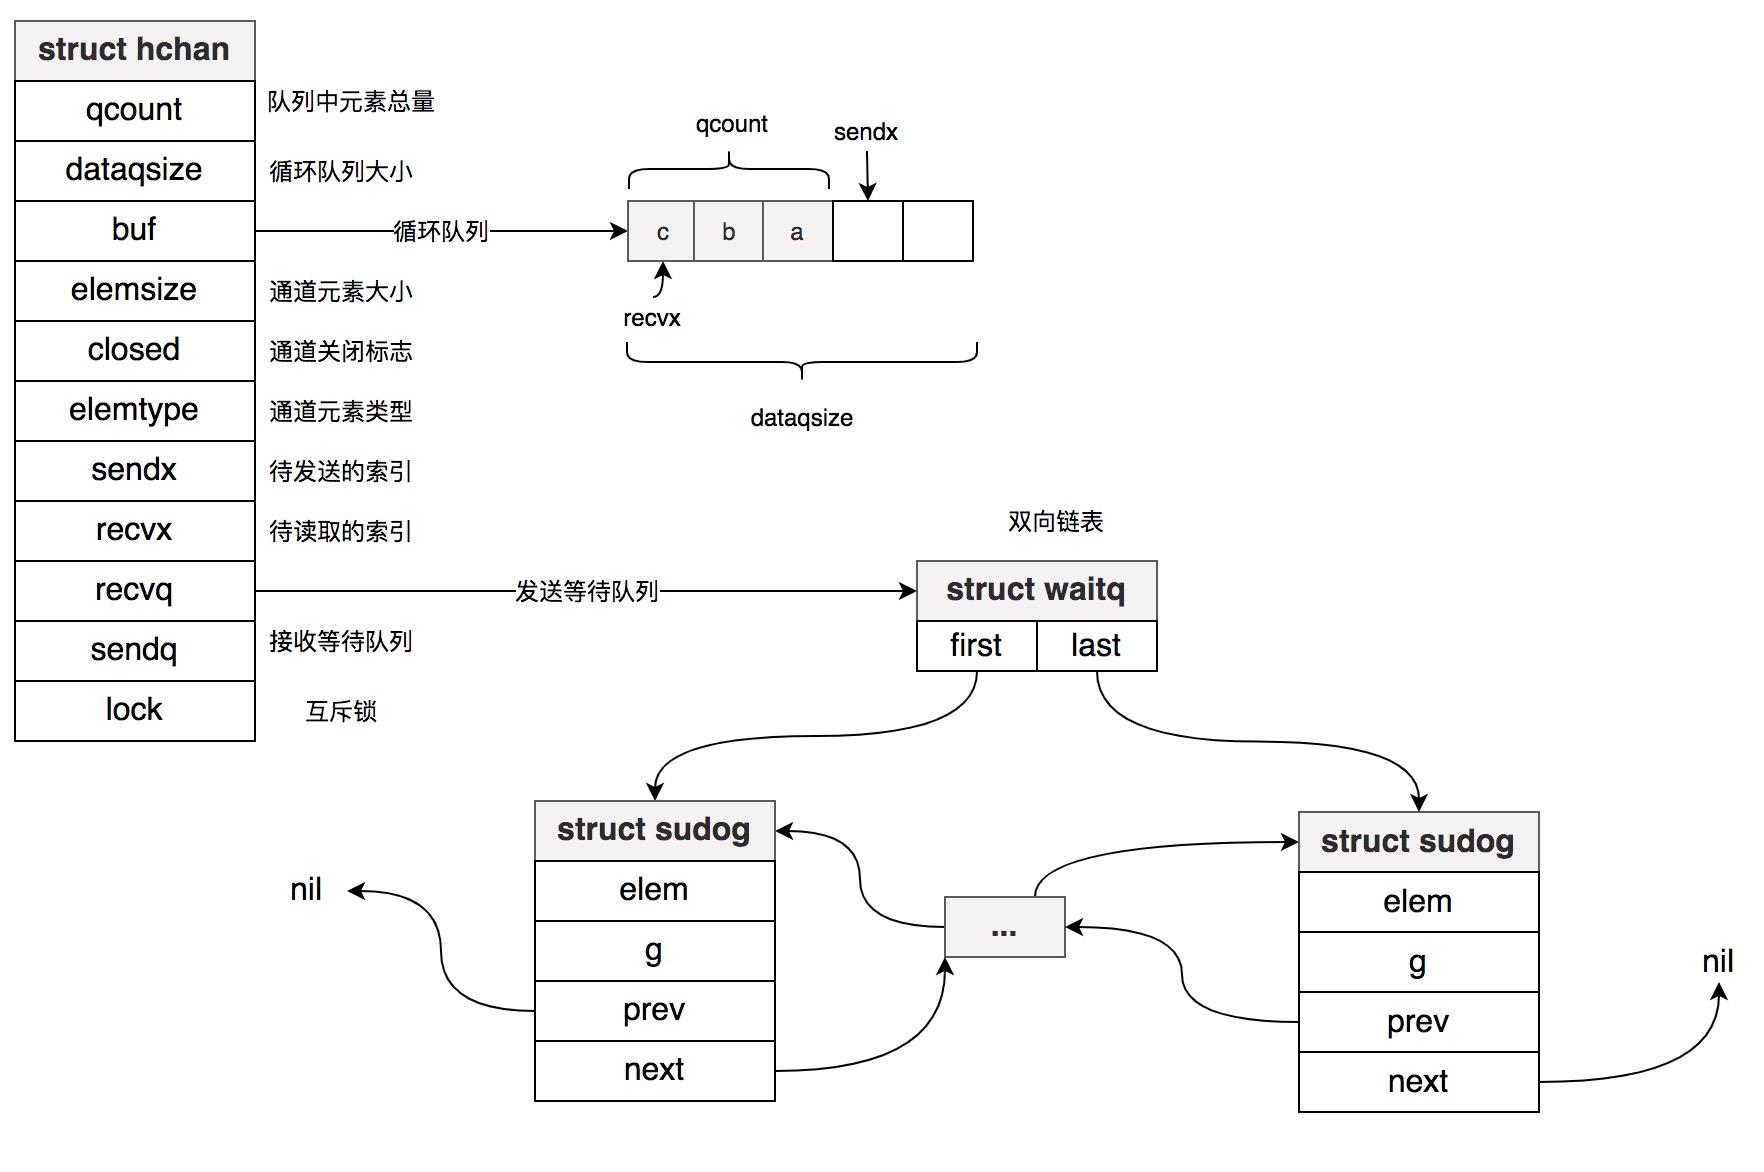 struct hchan
qcount
队列中元素总量
dataqsize
循环队列大小
buf
循环队列
elemsize
通道元素大小
closed
通道关闭标志
elemtype
通道元素类型
sendx
待发送的索引
recvx
待读取的索引
recvq
发送等待队列
sendq
接收等待队列
lock
互斥锁
qcount
sendx
c
b
a
recvx
dataqsize
双向链表
struct waitq
first
last
struct sudog
elem
g
prev
next
nil
...
struct sudog
elem
g
prev
next
nil